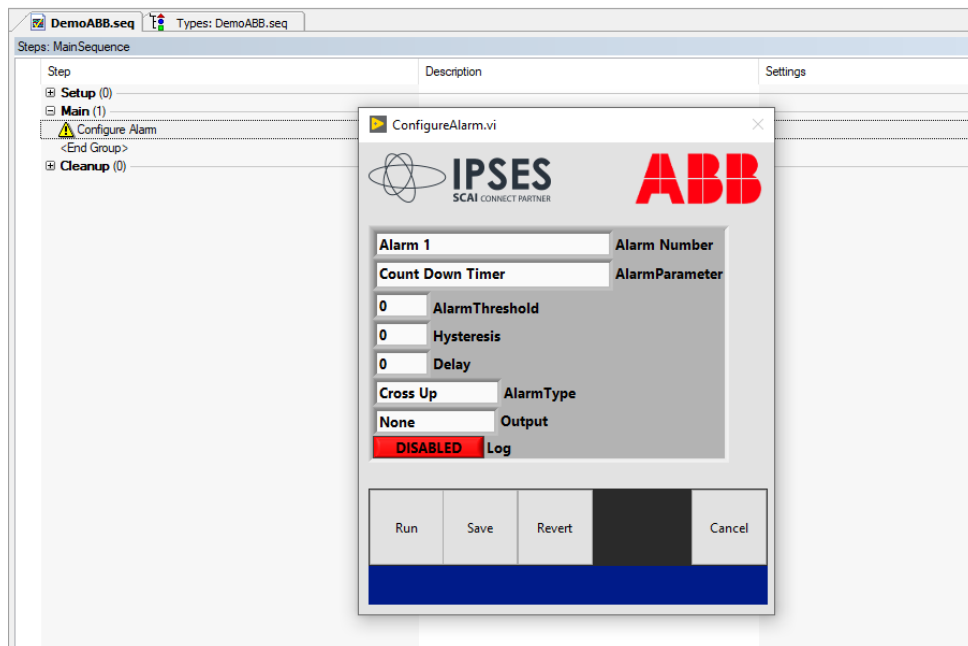 DemoABB.seq Types: DemoABB.seq
Steps: MainSequence
Step Description Settings
Setup (0)
Main (1)
Configure Alarm
<End Group>
Cleanup (0)
ConfigureAlarm.vi
IPSES
SCAI CONNECT PARTNER
ABB
Alarm 1 Alarm Number
Count Down Timer AlarmParameter
0 AlarmThreshold
0 Hysteresis
0 Delay
Cross Up AlarmType
None Output
DISABLED Log
Run Save Revert Cancel